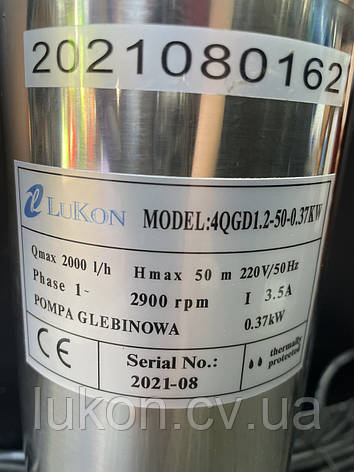 2021080162
LUKON MODEL:4QGD1.2-50-0.37KW
Qmax 2000 l/h Hmax 50 m 220V/50Hz
Phase 1~ 2900 rpm I 3.5A
POMPA GLEBINOWA 0.37kW
CE Serial No.: 2021-08 thermally protected
lukon.cv.ua